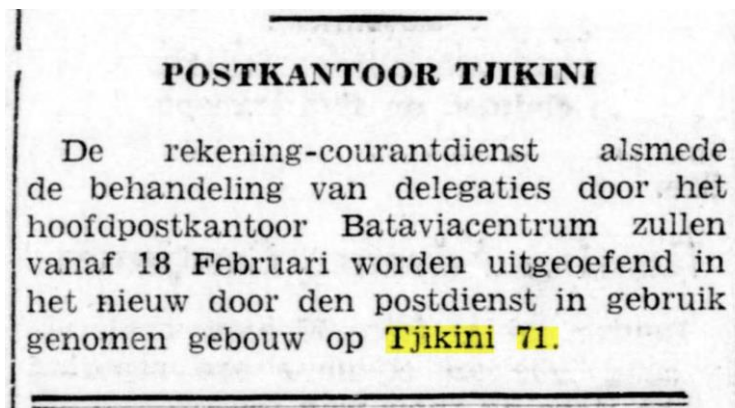 POSTKANTOOR TJIKINI
De rekening-courantdienst alsmede
de behandeling van delegaties door het
hoofdpostkantoor Bataviacentrum zullen
vanaf 18 Februari worden uitgeoefend in
het nieuw door den postdienst in gebruik
genomen gebouw op Tjikini 71.